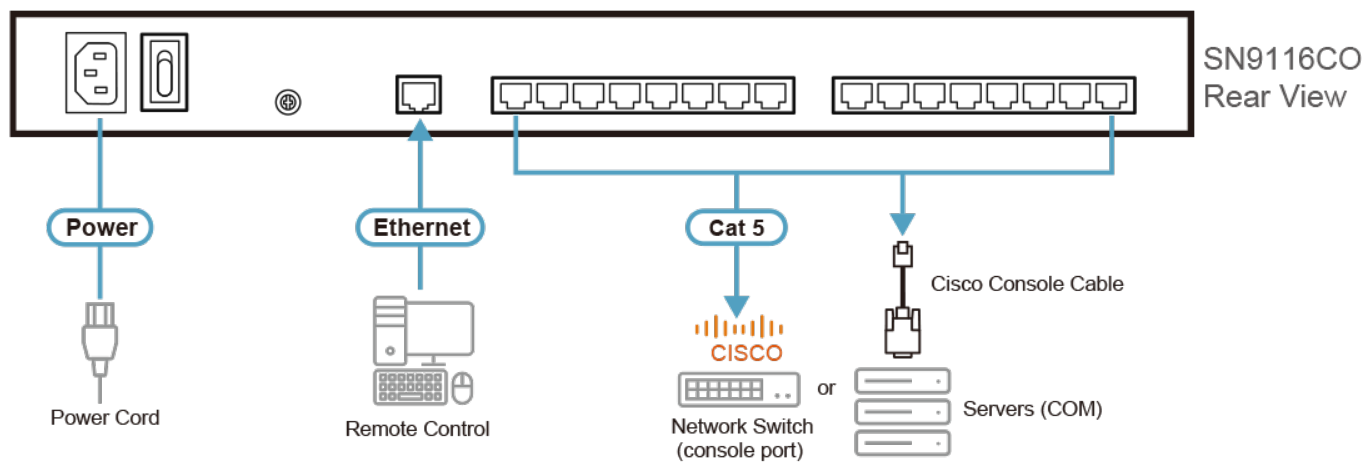 SN9116CO
Rear View
Power
Ethernet
Cat 5
Cisco Console Cable
CISCO
or
Servers (COM)
Power Cord
Remote Control
Network Switch
(console port)